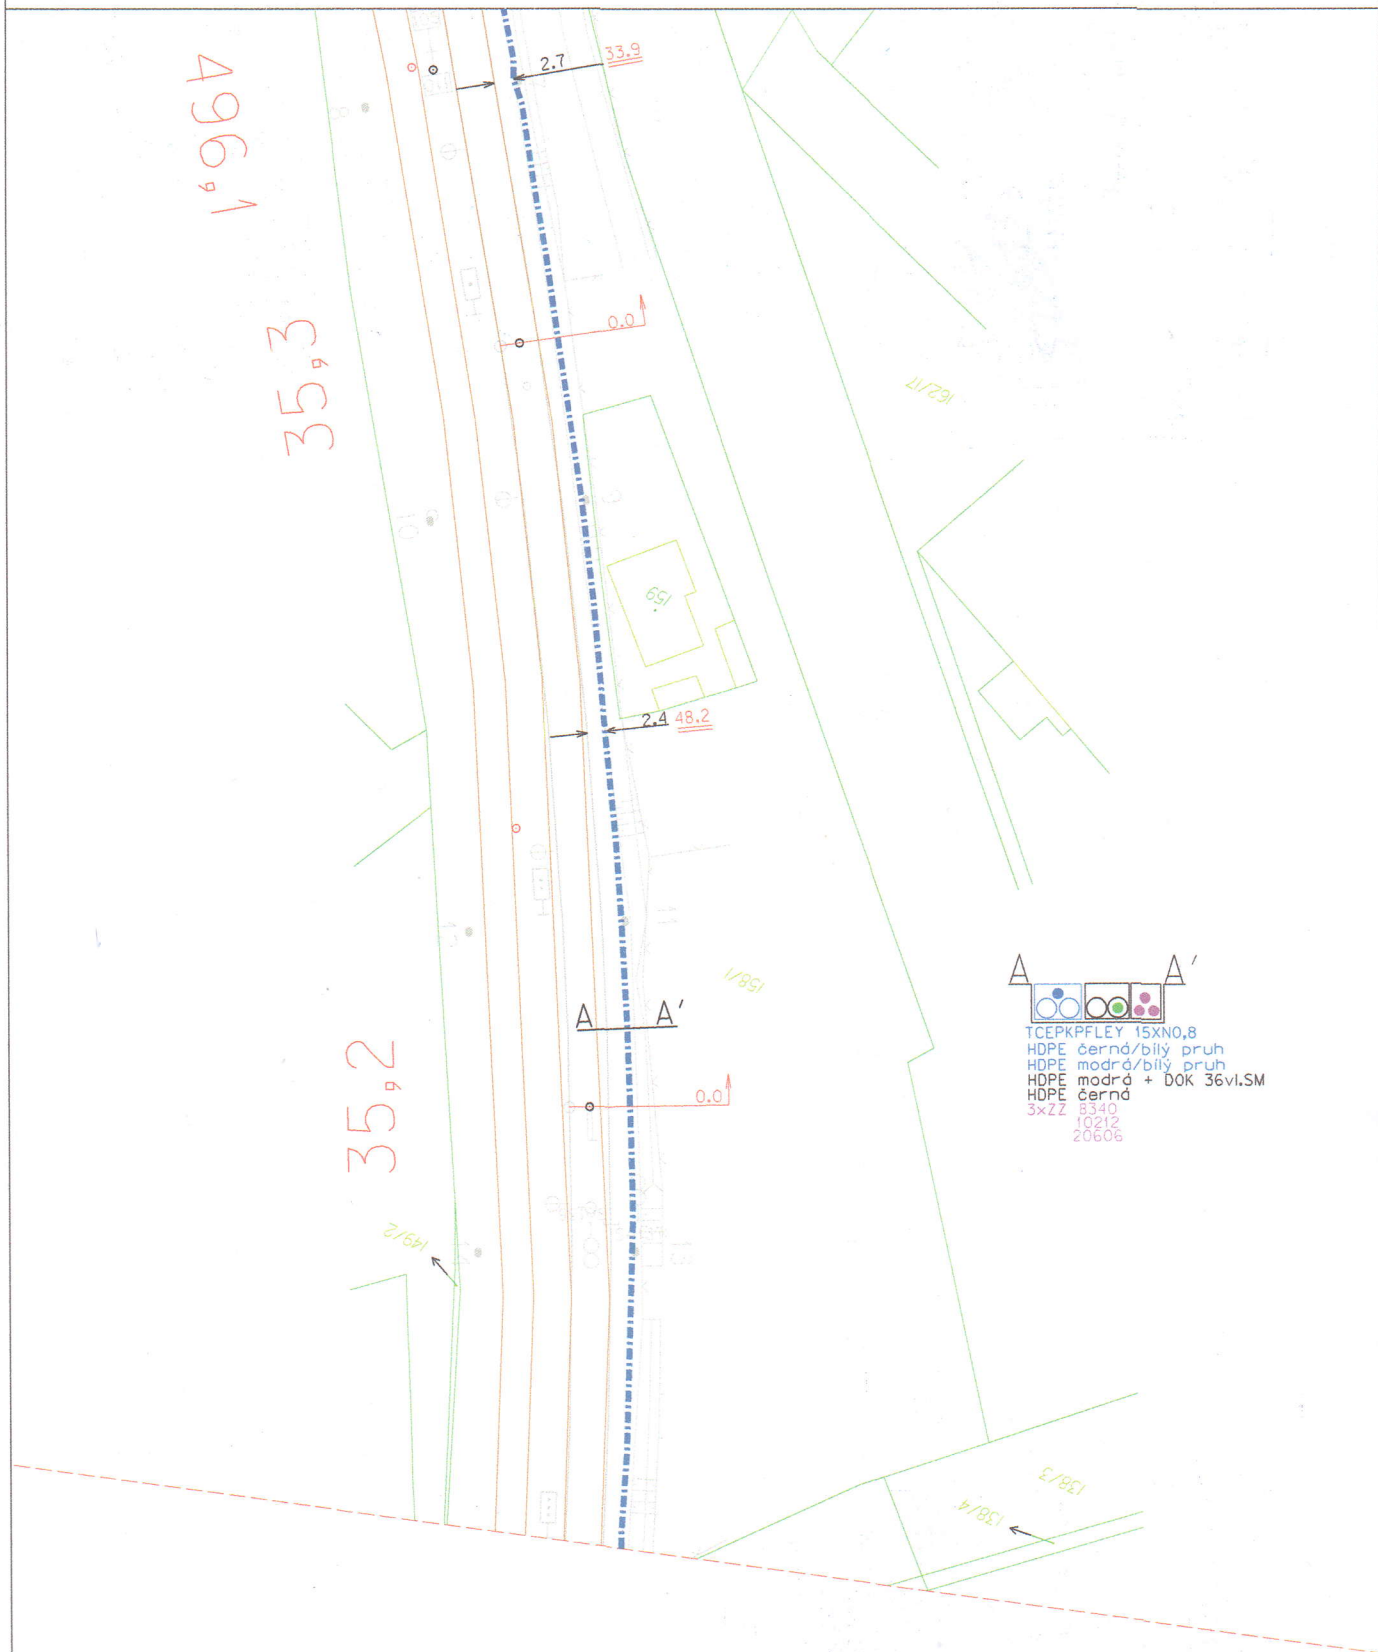 2.7
33.9
1,9664
35,3
0.0
162/17
159
2.4
48.2
158/1
A A'
A A'
TCEPKPFLEY 15XN0,8
HDPE černá/bílý pruh
HDPE modrá/bílý pruh
HDPE modrá + DOK 36vl.SM
HDPE černá
3xZZ 8340
10212
20606
35,2
0.0
149/2
138/3
138/4